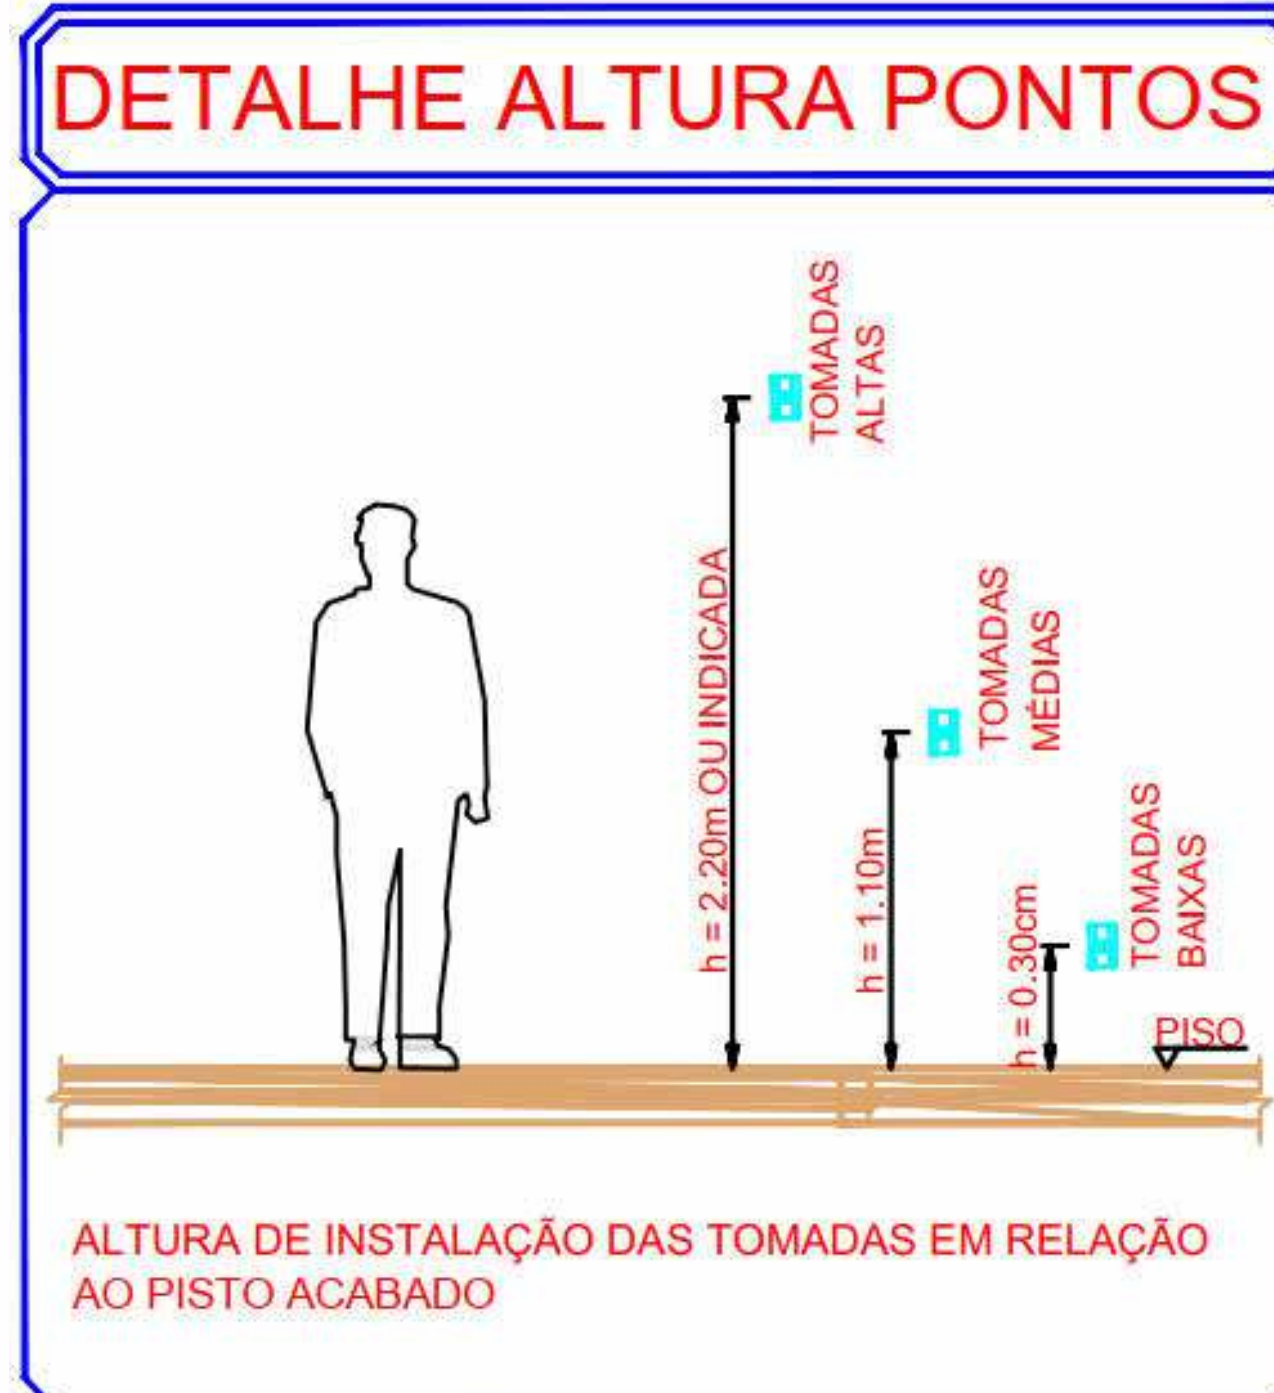 DETALHE ALTURA PONTOS
TOMADAS
ALTAS
h = 2.20m OU INDICADA
TOMADAS
MÉDIAS
h = 1.10m
TOMADAS
BAIXAS
h = 0.30cm
PISO
ALTURA DE INSTALAÇÃO DAS TOMADAS EM RELAÇÃO
AO PISTO ACABADO